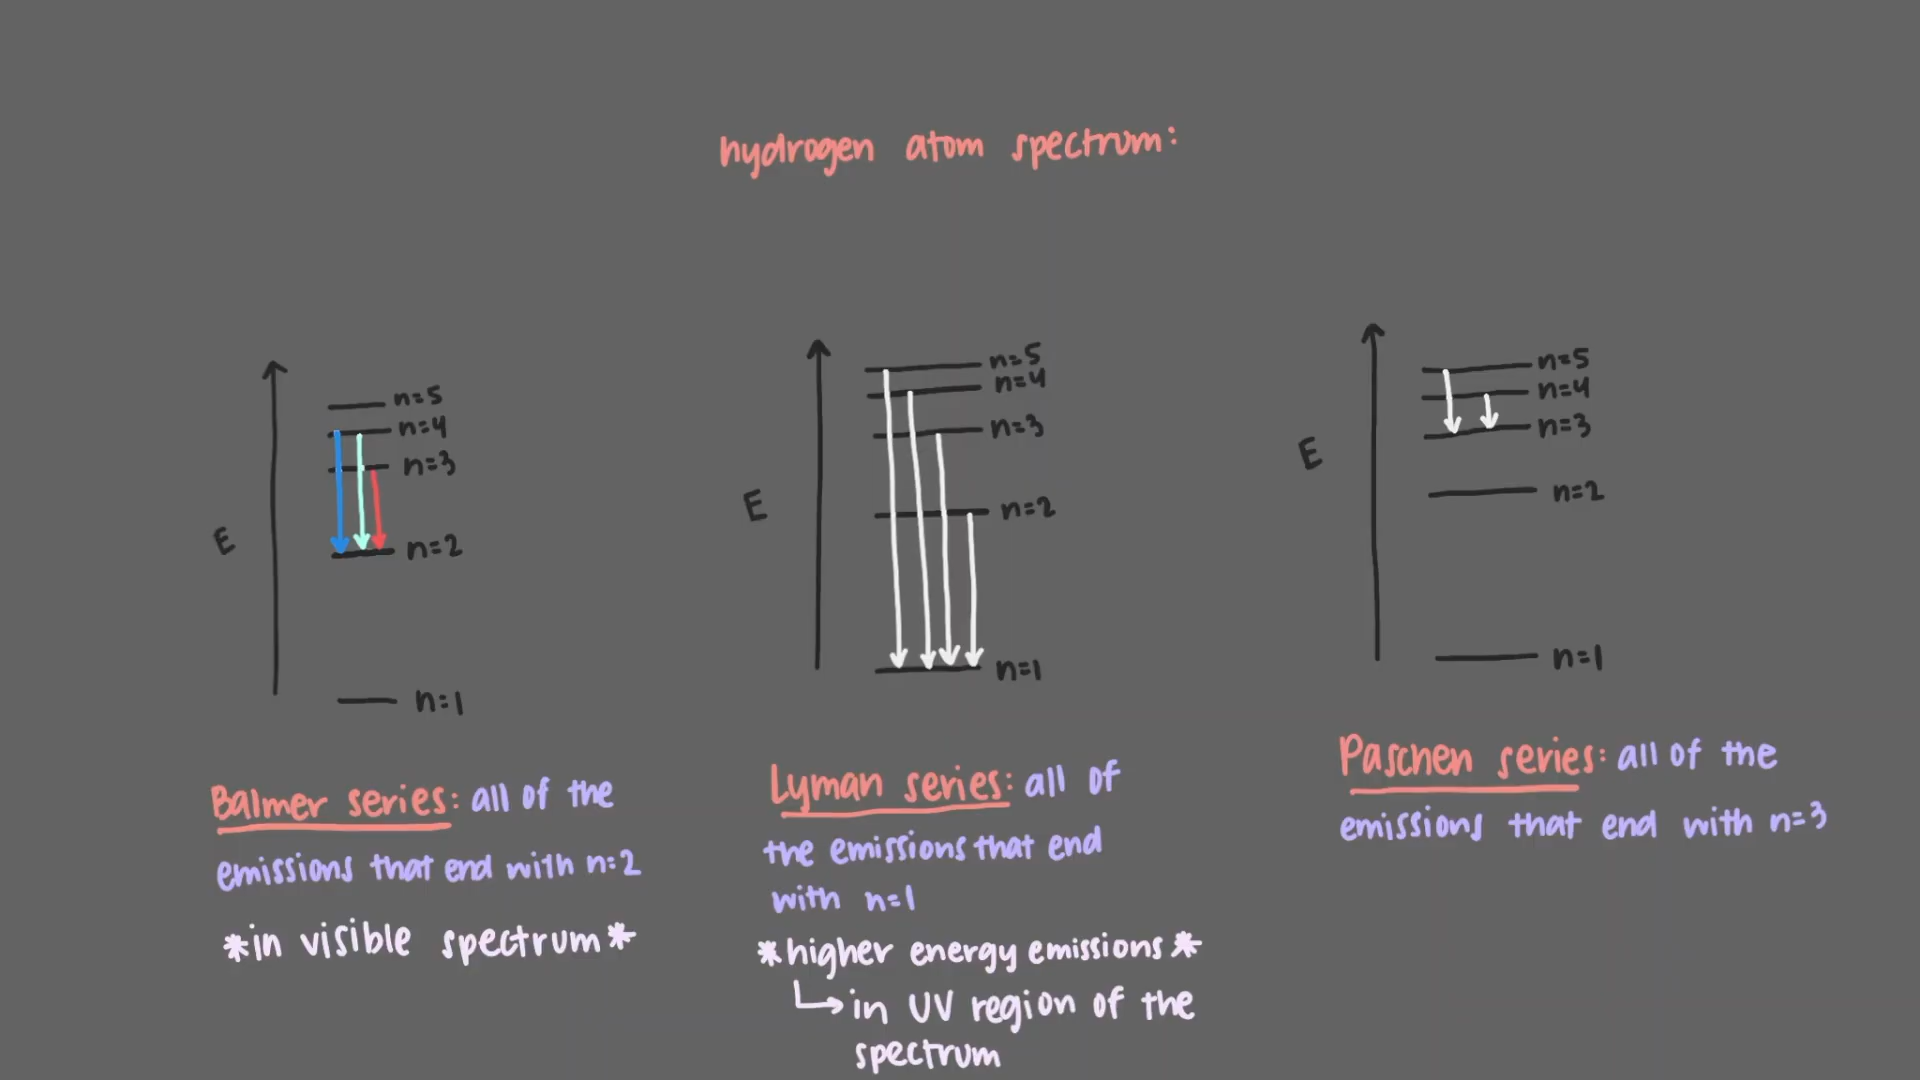 hydrogen atom spectrum:
E
n=5
n=4
n=3
n=2
n=1
Balmer series: all of the
emissions that end with n=2
*in visible spectrum*
E
n=5
n=4
n=3
n=2
n=1
Lyman series: all of
the emissions that end
with n=1
*higher energy emissions*
in UV region of the
spectrum
E
n=5
n=4
n=3
n=2
n=1
Paschen series: all of the
emissions that end with n=3